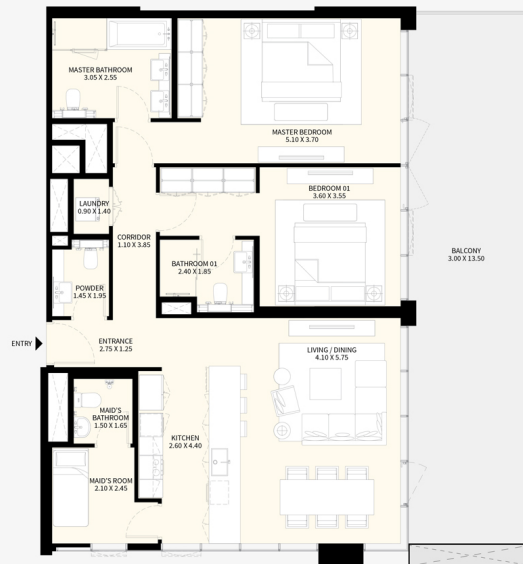 MASTER BATHROOM
3.05 X 2.55
MASTER BEDROOM
5.10 X 3.70
BEDROOM 01
3.60 X 3.55
LAUNDRY
0.90 X 1.40
CORRIDOR
1.10 X 3.85
BALCONY
3.00 X 13.50
BATHROOM 01
2.40 X 1.85
POWDER
1.45 X 1.95
ENTRY
ENTRANCE
2.75 X 1.25
LIVING / DINING
4.10 X 5.75
MAID'S
BATHROOM
1.50 X 1.65
KITCHEN
2.60 X 4.40
MAID'S ROOM
2.10 X 2.45